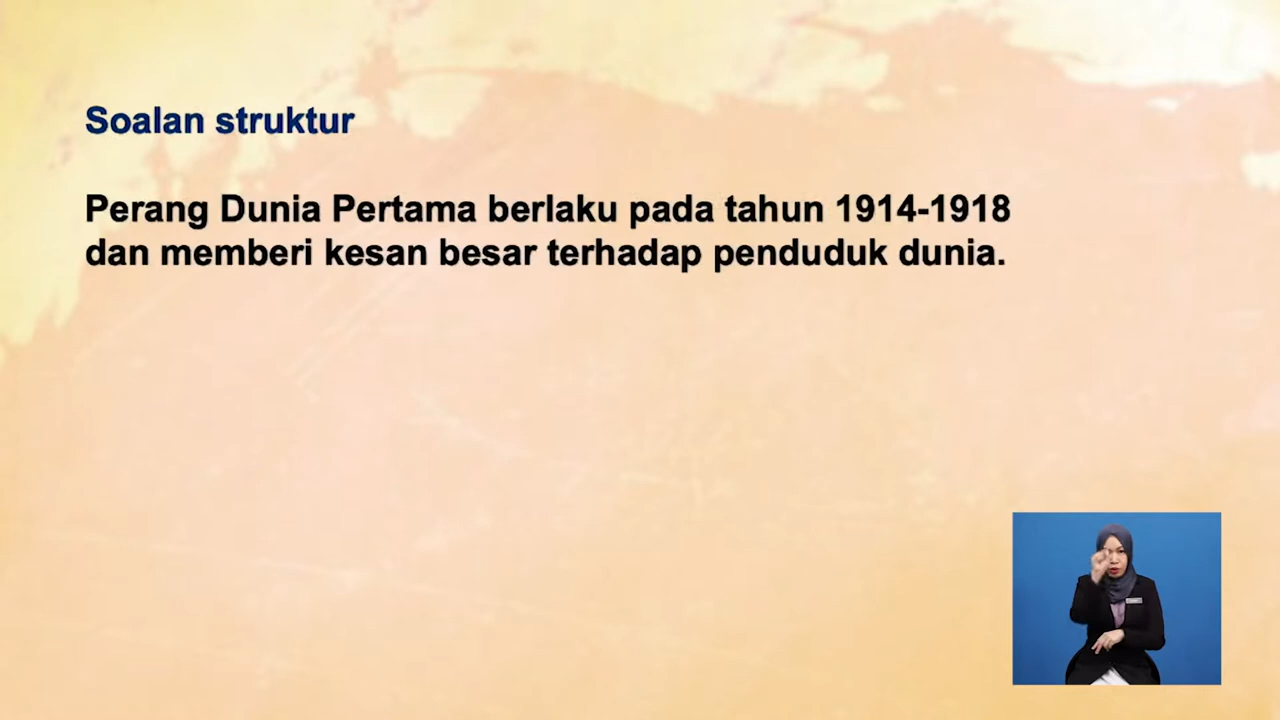 Soalan struktur
Perang Dunia Pertama berlaku pada tahun 1914-1918
dan memberi kesan besar terhadap penduduk dunia.